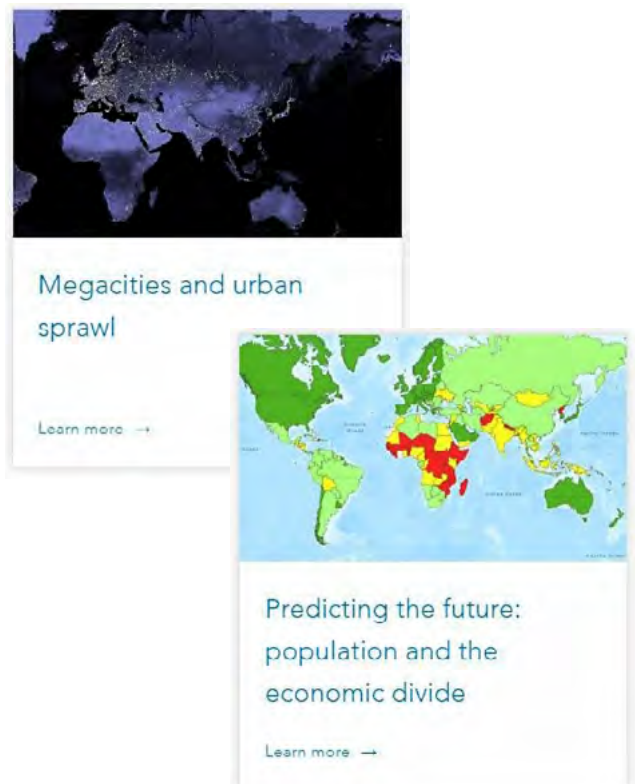 Megacities and urban
sprawl
Learn more →
Predicting the future:
population and the
economic divide
Learn more →